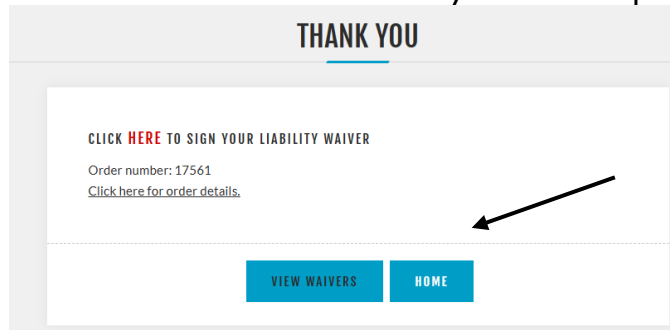 THANK YOU
CLICK HERE TO SIGN YOUR LIABILITY WAIVER
Order number: 17561
Click here for order details.
VIEW WAIVERS HOME